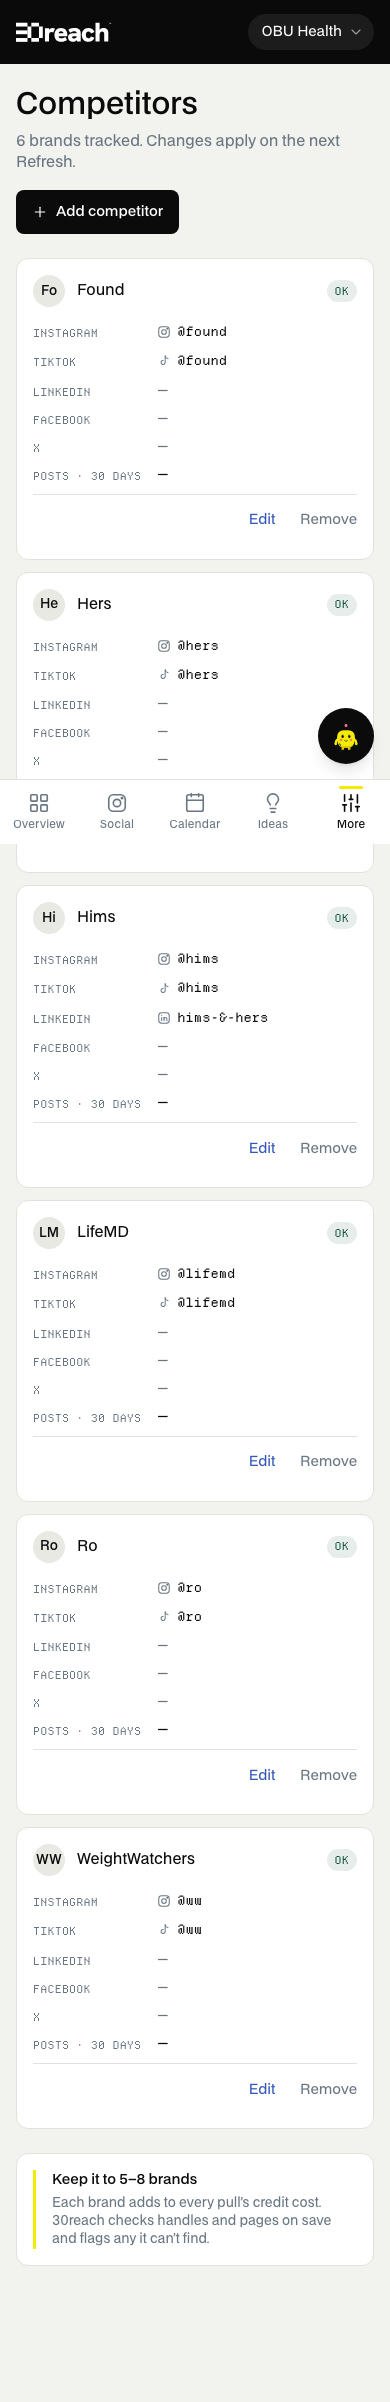 30reach
OBU Health
Competitors
6 brands tracked. Changes apply on the next
Refresh.
+ Add competitor
Fo Found OK
INSTAGRAM @found
TIKTOK @found
LINKEDIN —
FACEBOOK —
X —
POSTS · 30 DAYS —
Edit Remove
He Hers OK
INSTAGRAM @hers
TIKTOK @hers
LINKEDIN —
FACEBOOK —
X —
Overview Social Calendar Ideas More
Hi Hims OK
INSTAGRAM @hims
TIKTOK @hims
LINKEDIN hims-&-hers
FACEBOOK —
X —
POSTS · 30 DAYS —
Edit Remove
LM LifeMD OK
INSTAGRAM @lifemd
TIKTOK @lifemd
LINKEDIN —
FACEBOOK —
X —
POSTS · 30 DAYS —
Edit Remove
Ro Ro OK
INSTAGRAM @ro
TIKTOK @ro
LINKEDIN —
FACEBOOK —
X —
POSTS · 30 DAYS —
Edit Remove
WW WeightWatchers OK
INSTAGRAM @ww
TIKTOK @ww
LINKEDIN —
FACEBOOK —
X —
POSTS · 30 DAYS —
Edit Remove
Keep it to 5–8 brands
Each brand adds to every pull's credit cost.
30reach checks handles and pages on save
and flags any it can't find.